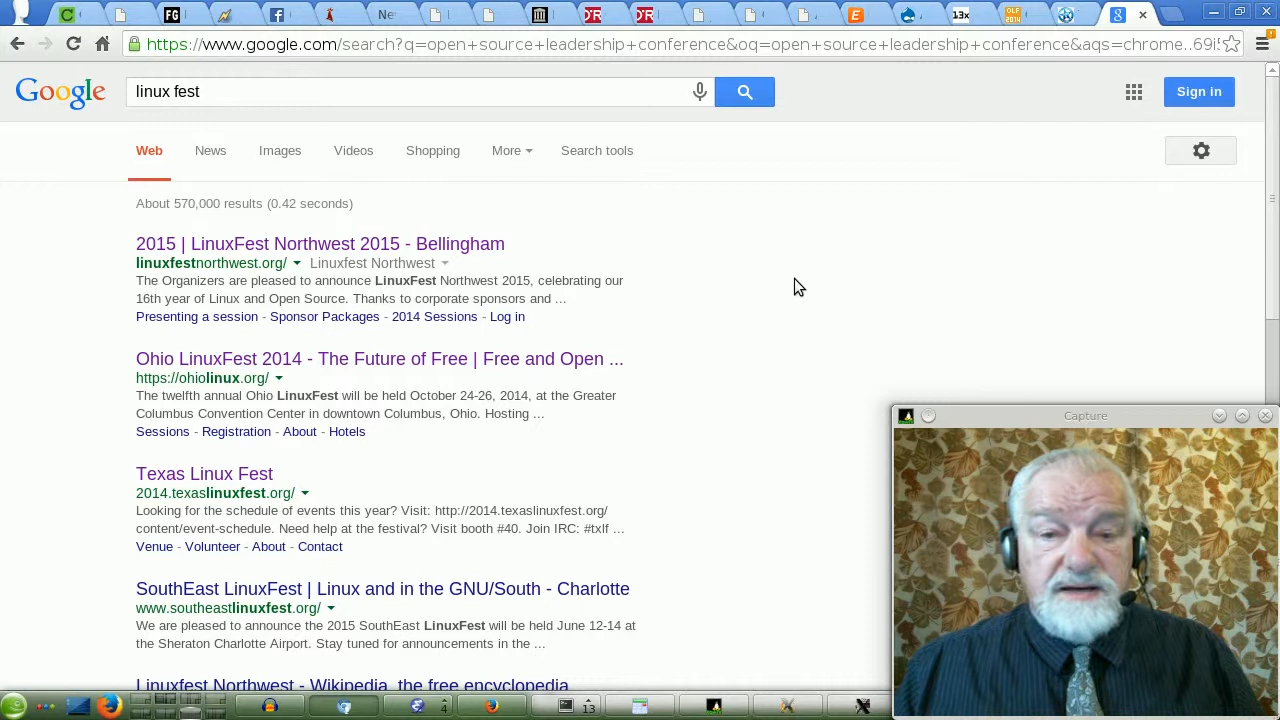 FG
Ne
OR
OR
E
13x
OLF
2014
8
https://www.google.com/search?q=open+source+leadership+conference&oq=open+source+leadership+conference&aqs=chrome..69i5
Google
linux fest
Sign in
Web
News
Images
Videos
Shopping
More
Search tools
About 570,000 results (0.42 seconds)
2015 | LinuxFest Northwest 2015 - Bellingham
linuxfestnorthwest.org/ Linuxfest Northwest
The Organizers are pleased to announce LinuxFest Northwest 2015, celebrating our
16th year of Linux and Open Source. Thanks to corporate sponsors and ...
Presenting a session - Sponsor Packages - 2014 Sessions - Log in
Ohio LinuxFest 2014 - The Future of Free | Free and Open ...
https://ohiolinux.org/
The twelfth annual Ohio LinuxFest will be held October 24-26, 2014, at the Greater
Columbus Convention Center in downtown Columbus, Ohio. Hosting ...
Sessions - Registration - About - Hotels
Texas Linux Fest
2014.texaslinuxfest.org/
Looking for the schedule of events this year? Visit: http://2014.texaslinuxfest.org/
content/event-schedule. Need help at the festival? Visit booth #40. Join IRC: #txlf ...
Venue - Volunteer - About - Contact
SouthEast LinuxFest | Linux and in the GNU/South - Charlotte
www.southeastlinuxfest.org/
We are pleased to announce the 2015 SouthEast LinuxFest will be held June 12-14 at
the Sheraton Charlotte Airport. Stay tuned for announcements in the ...
Linuxfest Northwest - Wikipedia, the free encyclopedia
Capture
4
13